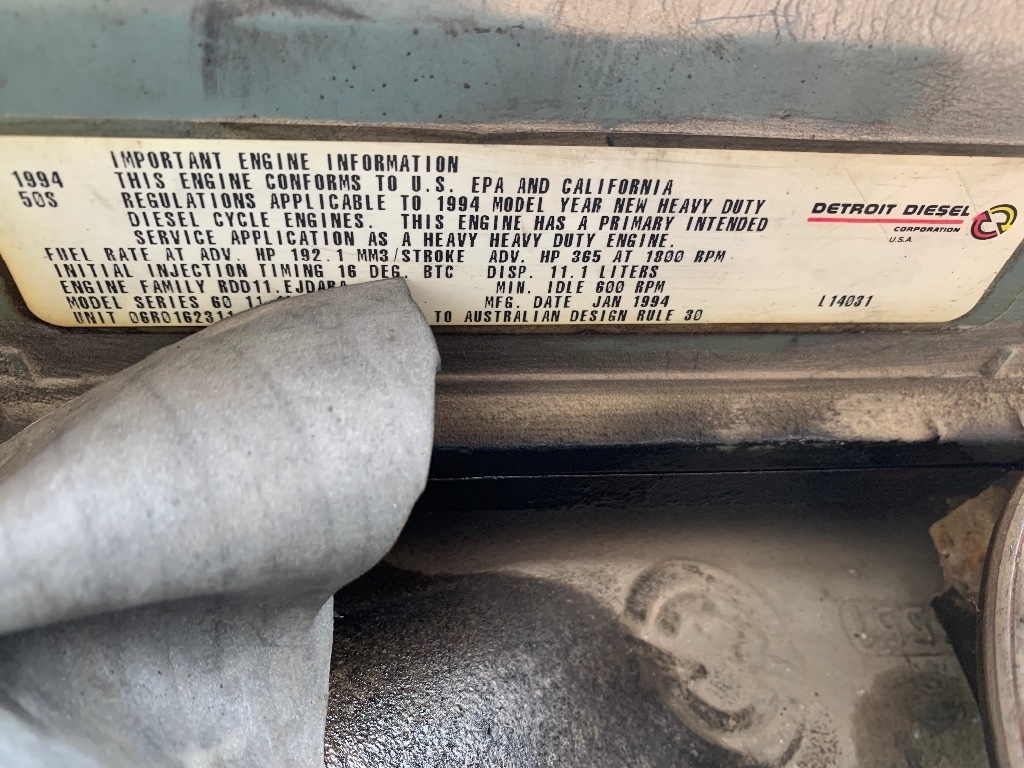 IMPORTANT ENGINE INFORMATION
1994 THIS ENGINE CONFORMS TO U.S. EPA AND CALIFORNIA
50S REGULATIONS APPLICABLE TO 1994 MODEL YEAR NEW HEAVY DUTY
DIESEL CYCLE ENGINES. THIS ENGINE HAS A PRIMARY INTENDED
SERVICE APPLICATION AS A HEAVY HEAVY DUTY ENGINE.
FUEL RATE AT ADV. HP 192.1 MM3/STROKE ADV. HP 365 AT 1800 RPM
INITIAL INJECTION TIMING 16 DEG. BTC DISP. 11.1 LITERS
ENGINE FAMILY RDD11.EJDARA MIN. IDLE 600 RPM
MODEL SERIES 60 11 MFG. DATE JAN 1994
UNIT 06R0162311 TO AUSTRALIAN DESIGN RULE 30
DETROIT DIESEL
CORPORATION
U.S.A.
L14031